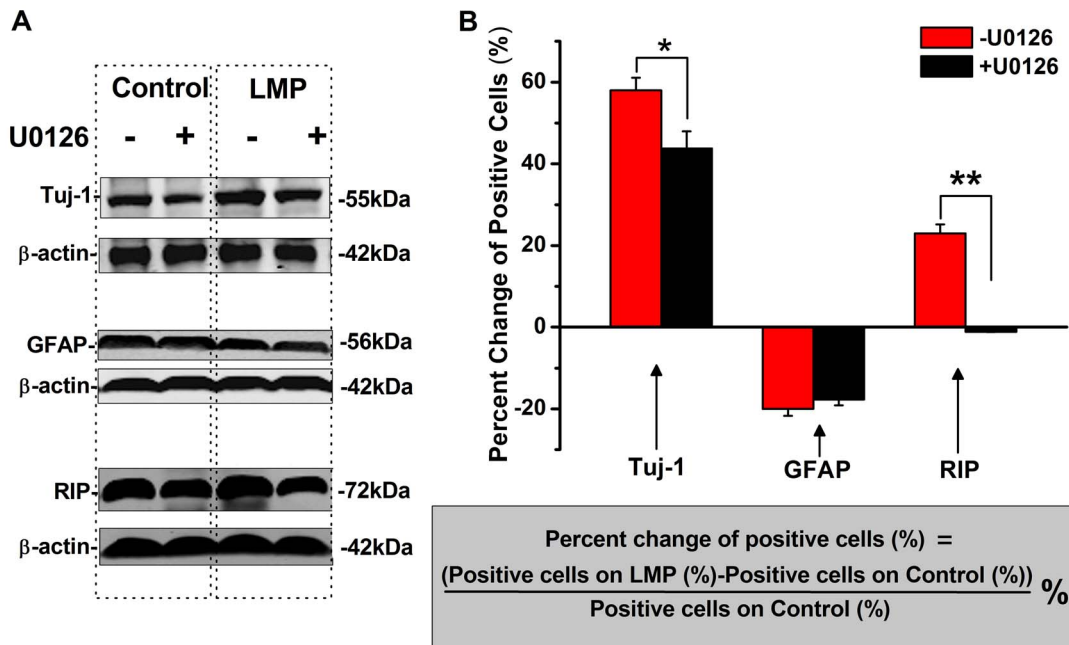 A
Control LMP
U0126 - + - +
Tuj-1- -55kDa
β-actin- -42kDa
GFAP- -56kDa
β-actin- -42kDa
RIP- -72kDa
β-actin- -42kDa
B
Percent Change of Positive Cells (%)
60
40
20
0
-20
-U0126
+U0126
*
**
Tuj-1 GFAP RIP
Percent change of positive cells (%) =
(Positive cells on LMP (%)-Positive cells on Control (%))
Positive cells on Control (%)
%